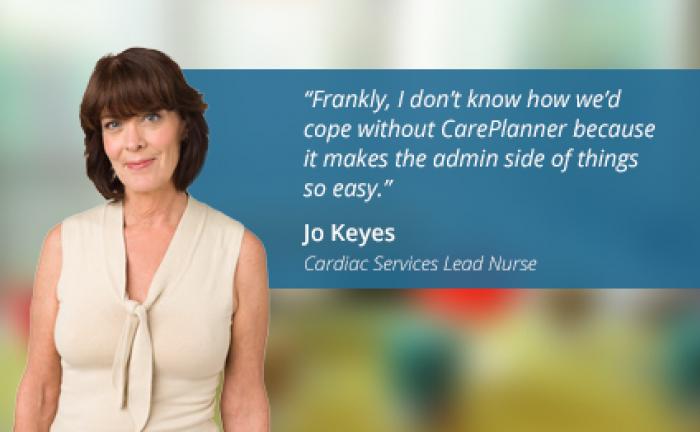 “Frankly, I don’t know how we’d
cope without CarePlanner because
it makes the admin side of things
so easy.”
Jo Keyes
Cardiac Services Lead Nurse